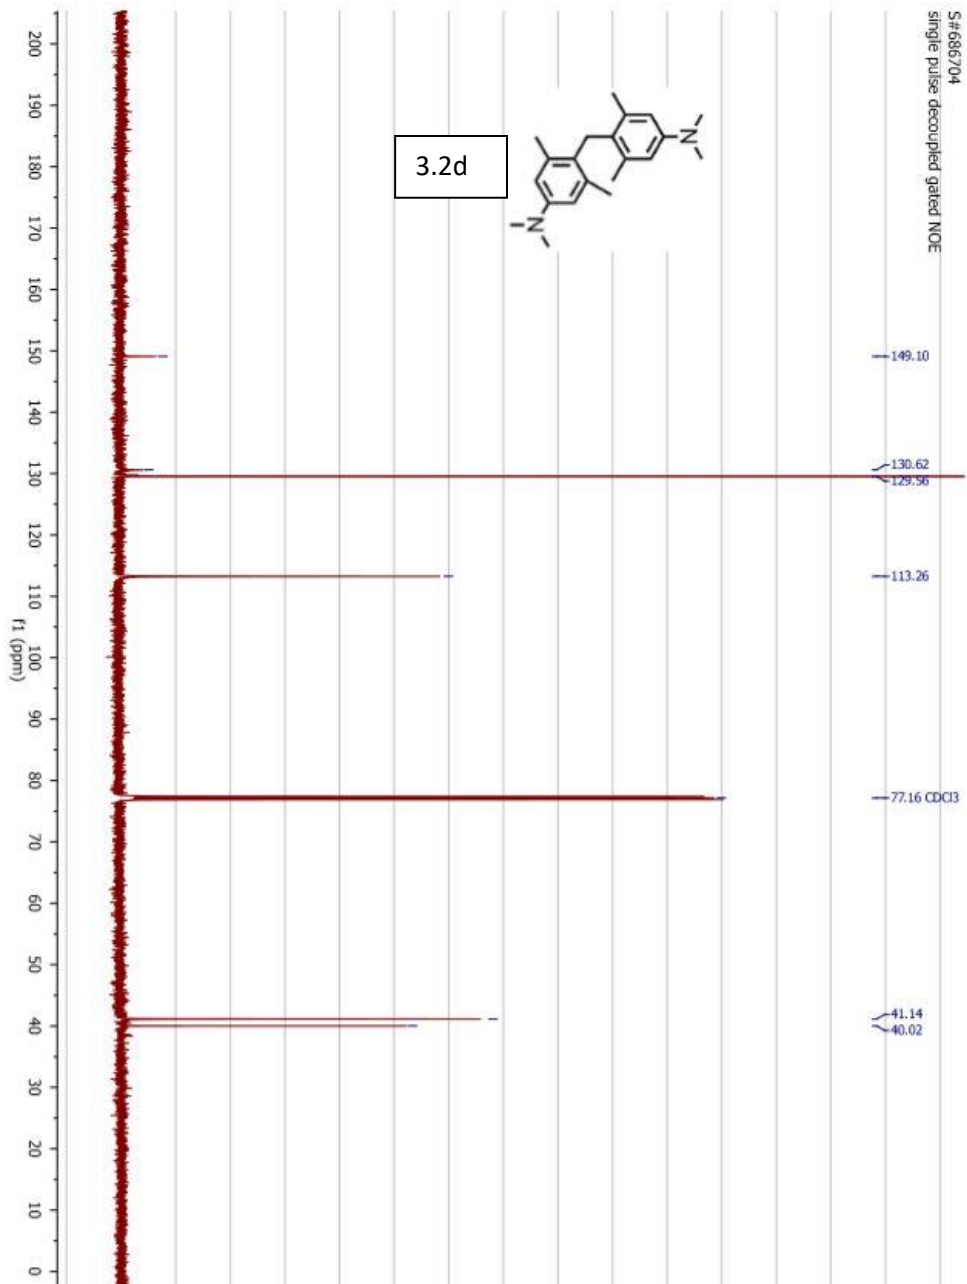 S#686704
single pulse decoupled gated NOE
3.2d
N
N
149.10
130.62
129.56
113.26
77.16 CDCl3
41.14
40.02
200 190 180 170 160 150 140 130 120 110 100 90 80 70 60 50 40 30 20 10 0
f1 (ppm)